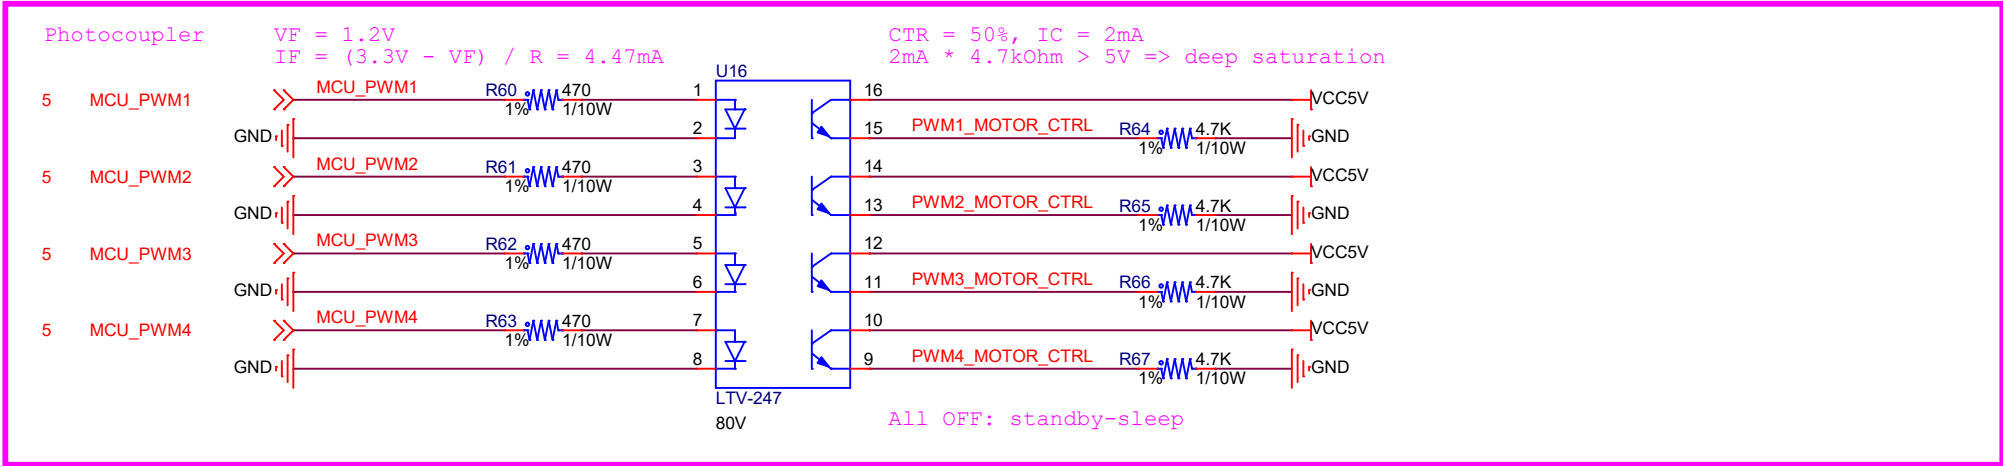 Photocoupler VF = 1.2V CTR = 50%, IC = 2mA
IF = (3.3V - VF) / R = 4.47mA 2mA * 4.7kOhm > 5V => deep saturation
U16
5 MCU_PWM1 MCU_PWM1 R60 470 1 16 VCC5V
1% 1/10W
GND 2 15 PWM1_MOTOR_CTRL R64 4.7K GND
1% 1/10W
5 MCU_PWM2 MCU_PWM2 R61 470 3 14 VCC5V
1% 1/10W
GND 4 13 PWM2_MOTOR_CTRL R65 4.7K GND
1% 1/10W
5 MCU_PWM3 MCU_PWM3 R62 470 5 12 VCC5V
1% 1/10W
GND 6 11 PWM3_MOTOR_CTRL R66 4.7K GND
1% 1/10W
5 MCU_PWM4 MCU_PWM4 R63 470 7 10 VCC5V
1% 1/10W
GND 8 9 PWM4_MOTOR_CTRL R67 4.7K GND
1% 1/10W
LTV-247
80V All OFF: standby-sleep